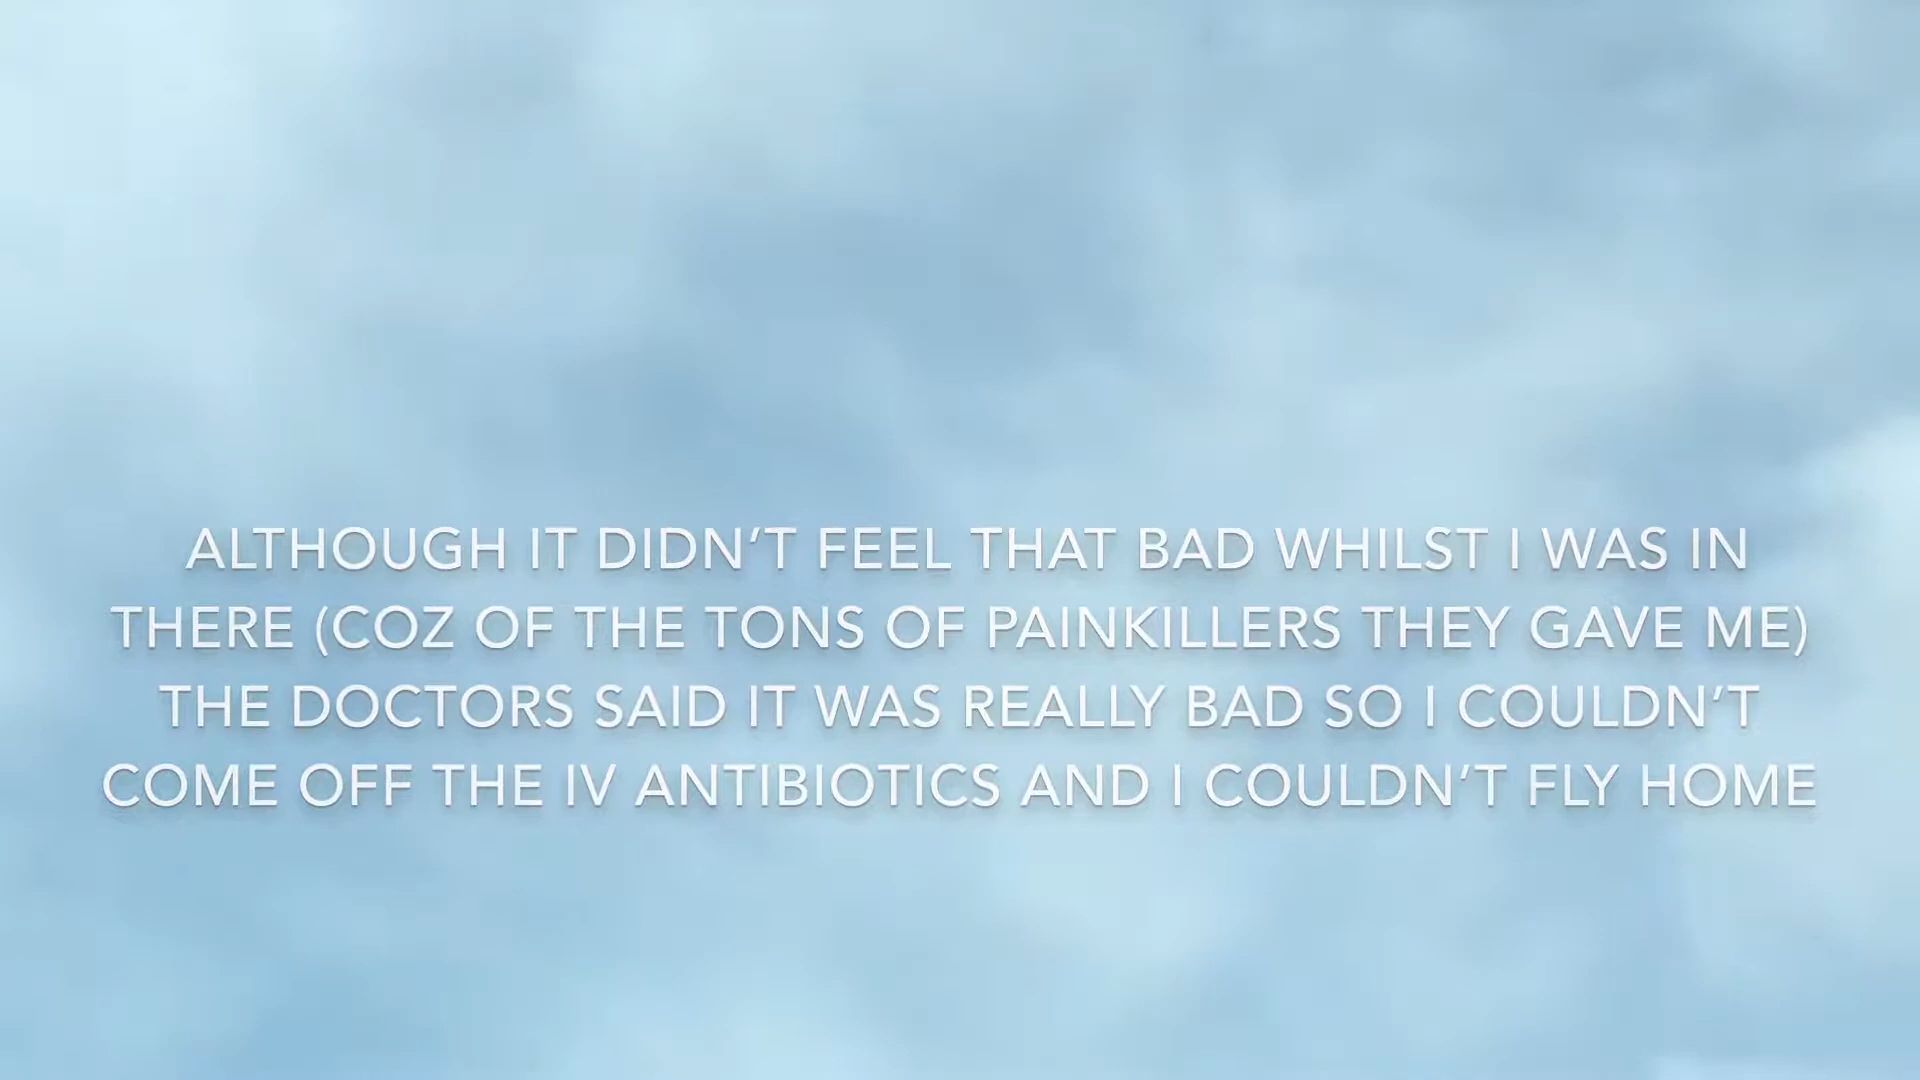 ALTHOUGH IT DIDN’T FEEL THAT BAD WHILST I WAS IN
THERE (COZ OF THE TONS OF PAINKILLERS THEY GAVE ME)
THE DOCTORS SAID IT WAS REALLY BAD SO I COULDN’T
COME OFF THE IV ANTIBIOTICS AND I COULDN’T FLY HOME